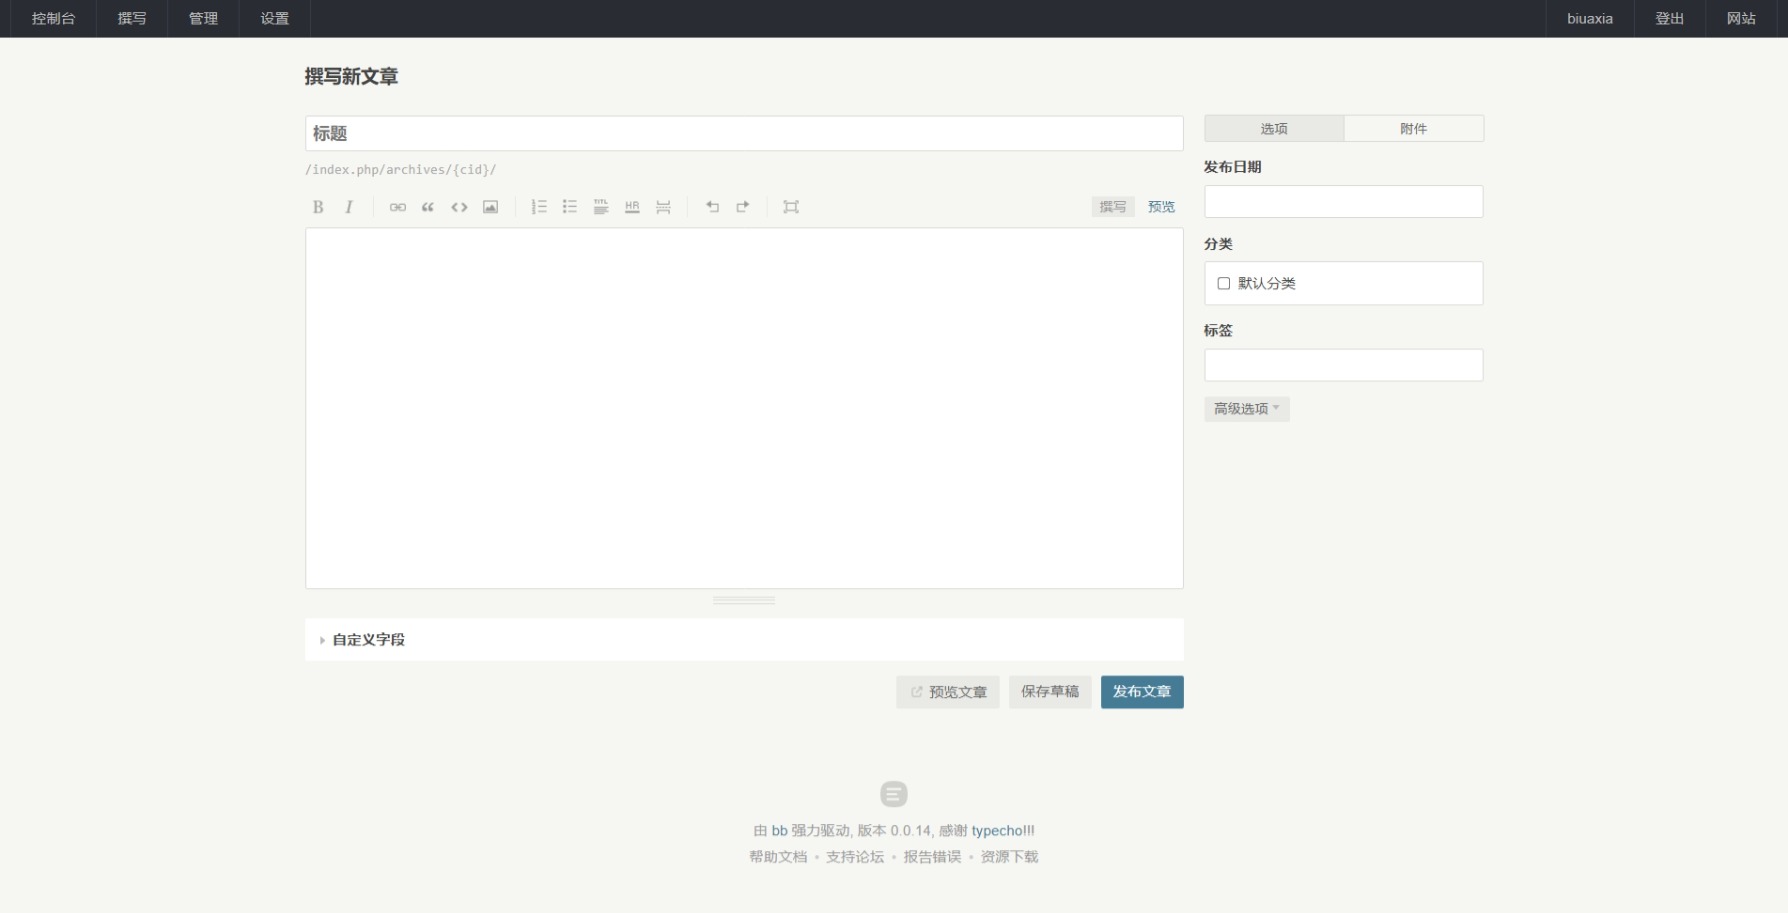 控制台 撰写 管理 设置 biuaxia 登出 网站
撰写新文章
标题
/index.php/archives/{cid}/
B I TITL HR 撰写 预览
自定义字段
预览文章 保存草稿 发布文章
选项 附件
发布日期
分类
默认分类
标签
高级选项
由 bb 强力驱动, 版本 0.0.14, 感谢 typecho!!!
帮助文档 • 支持论坛 • 报告错误 • 资源下载